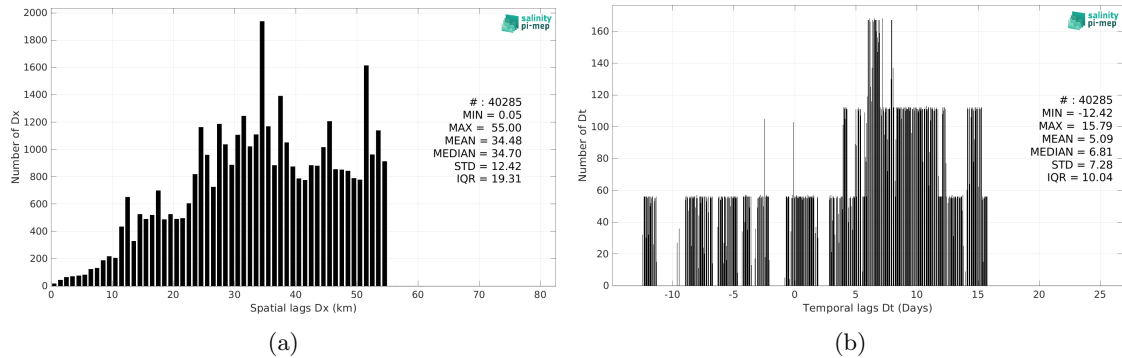 2000
1800
1600
1400
1200
1000
800
600
400
200
0
Number of Dx
0 10 20 30 40 50 60 70 80
Spatial lags Dx (km)
salinity
pi-mep
# : 40285
MIN = 0.05
MAX = 55.00
MEAN = 34.48
MEDIAN = 34.70
STD = 12.42
IQR = 19.31
(a)
160
140
120
100
80
60
40
20
0
Number of Dt
-10 -5 0 5 10 15 20 25
Temporal lags Dt (Days)
salinity
pi-mep
# : 40285
MIN = -12.42
MAX = 15.79
MEAN = 5.09
MEDIAN = 6.81
STD = 7.28
IQR = 10.04
(b)